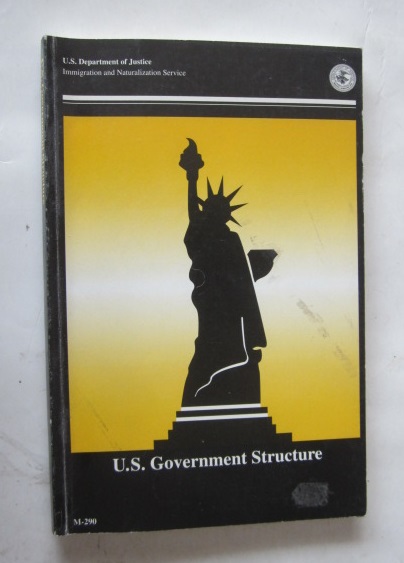 U.S. Department of Justice
Immigration and Naturalization Service
U.S. Government Structure
M-290